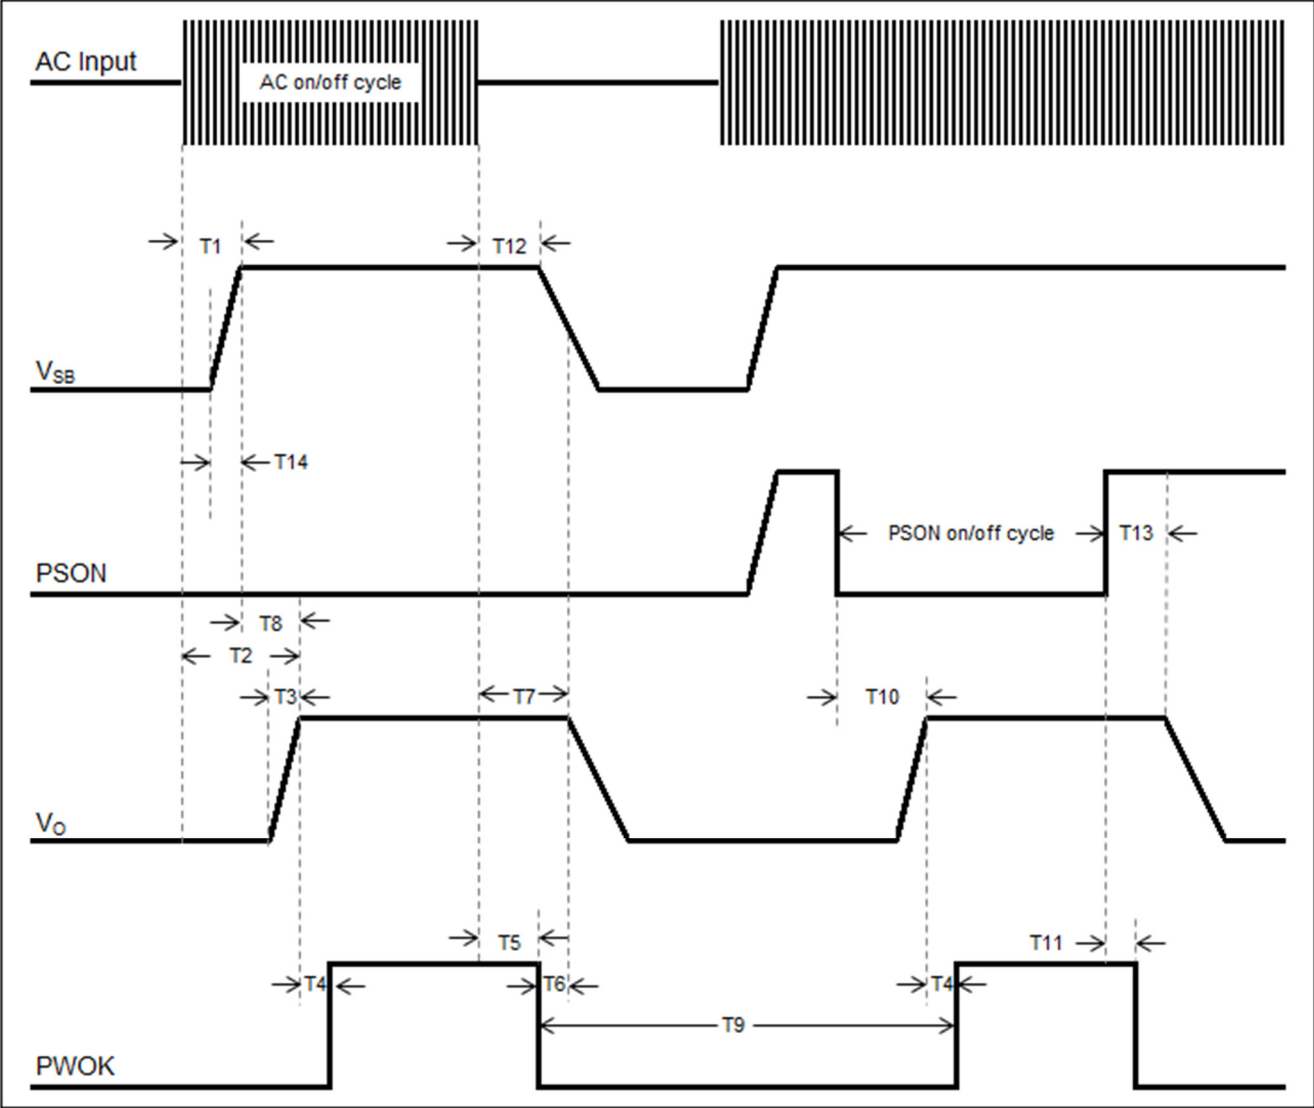 AC Input
AC on/off cycle
T1
T12
VSB
T14
PSON on/off cycle
T13
PSON
T8
T2
T3
T7
T10
VO
T5
T11
T4
T6
T4
T9
PWOK